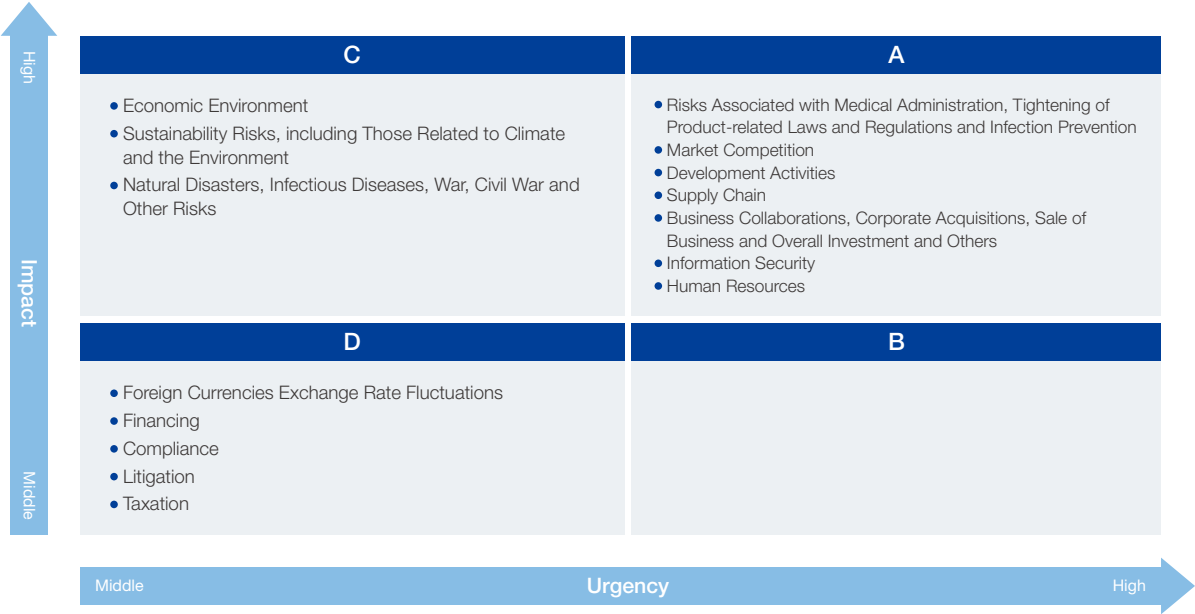 High
Impact
Middle
C
• Economic Environment
• Sustainability Risks, including Those Related to Climate
and the Environment
• Natural Disasters, Infectious Diseases, War, Civil War and
Other Risks
A
• Risks Associated with Medical Administration, Tightening of
Product-related Laws and Regulations and Infection Prevention
• Market Competition
• Development Activities
• Supply Chain
• Business Collaborations, Corporate Acquisitions, Sale of
Business and Overall Investment and Others
• Information Security
• Human Resources
D
• Foreign Currencies Exchange Rate Fluctuations
• Financing
• Compliance
• Litigation
• Taxation
B
Middle
Urgency
High